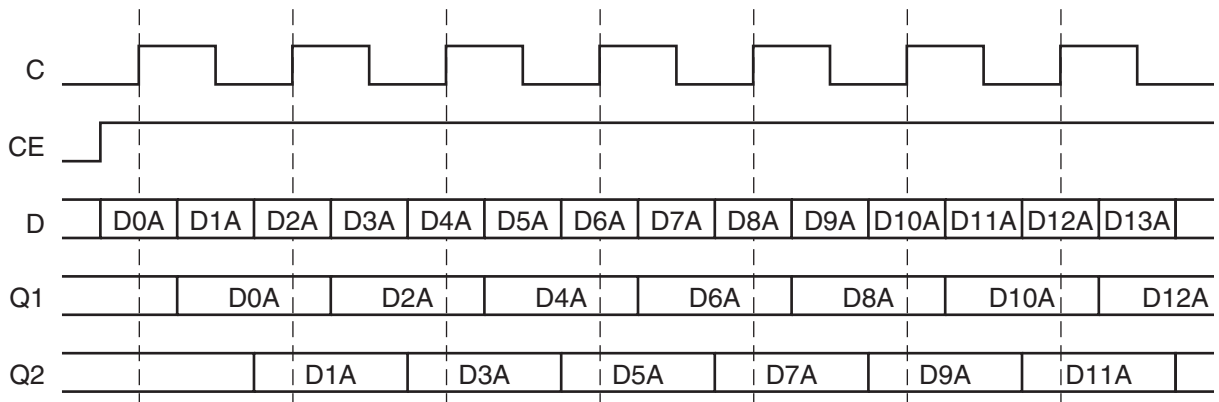 C
CE
D D0A D1A D2A D3A D4A D5A D6A D7A D8A D9A D10A D11A D12A D13A
Q1 D0A D2A D4A D6A D8A D10A D12A
Q2 D1A D3A D5A D7A D9A D11A